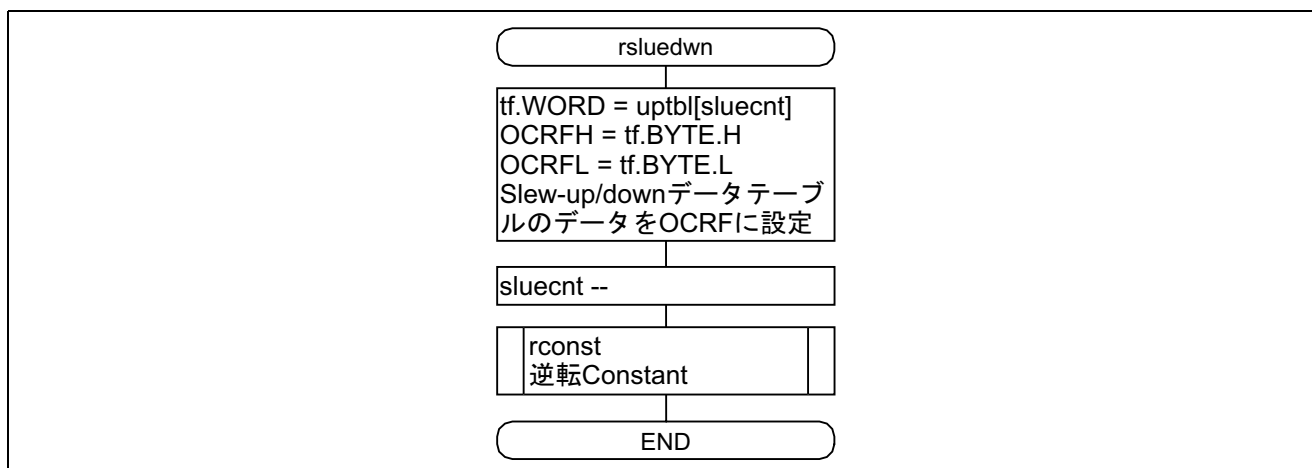 rsluedwn
tf.WORD = uptbl[sluecnt]
OCRFH = tf.BYTE.H
OCRFL = tf.BYTE.L
Slew-up/downデータテーブ
ルのデータをOCRFに設定
sluecnt --
rconst
逆転Constant
END